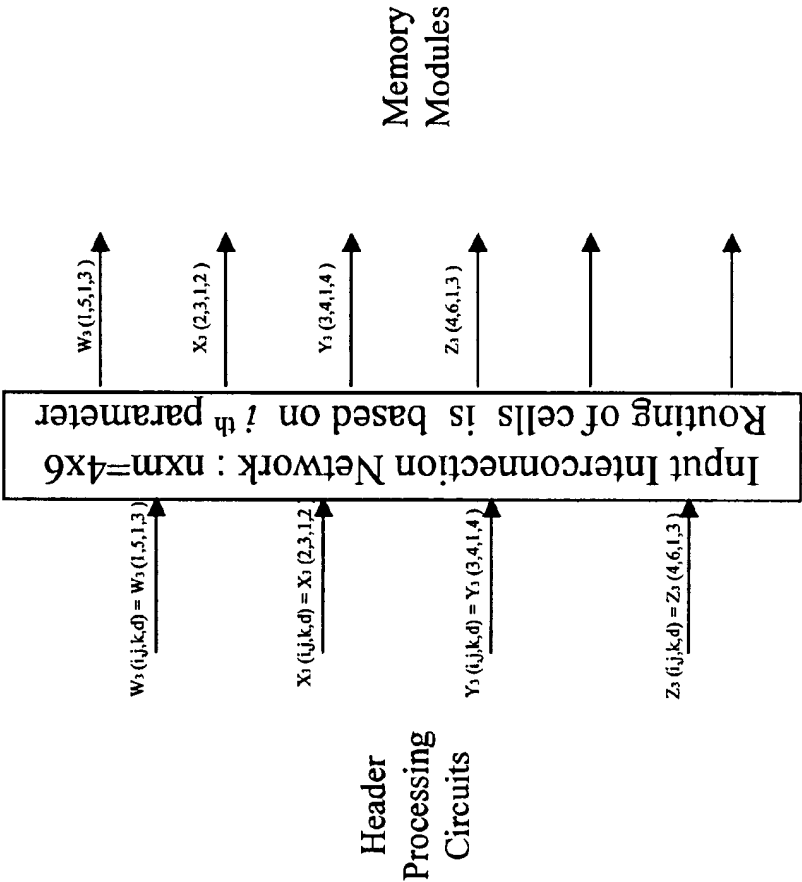 Header
Processing
Circuits
W3 (i,j,k,d) = W3 (1,5,1,3 )
X3 (i,j,k,d) = X3 (2,3,1,2 )
Y3 (i,j,k,d) = Y3 (3,4,1,4 )
Z3 (i,j,k,d) = Z3 (4,6,1,3 )
Input Interconnection Network : nxm=4x6
Routing of cells is based on i th parameter
W3 (1,5,1,3 )
X3 (2,3,1,2 )
Y3 (3,4,1,4 )
Z3 (4,6,1,3 )
Memory
Modules